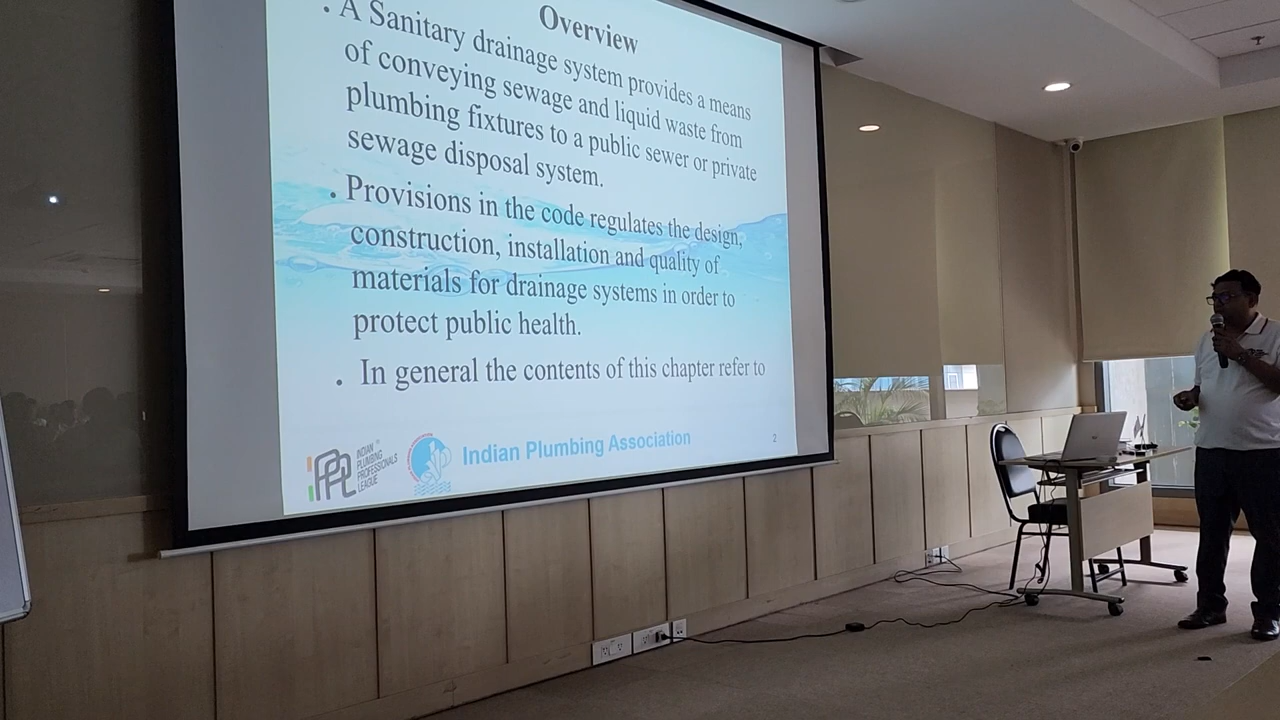 Overview
• A Sanitary drainage system provides a means
of conveying sewage and liquid waste from
plumbing fixtures to a public sewer or private
sewage disposal system.
• Provisions in the code regulates the design,
construction, installation and quality of
materials for drainage systems in order to
protect public health.
• In general the contents of this chapter refer to
IPPL
INDIAN
PLUMBING
PROFESSIONALS
LEAGUE
Indian Plumbing Association
2